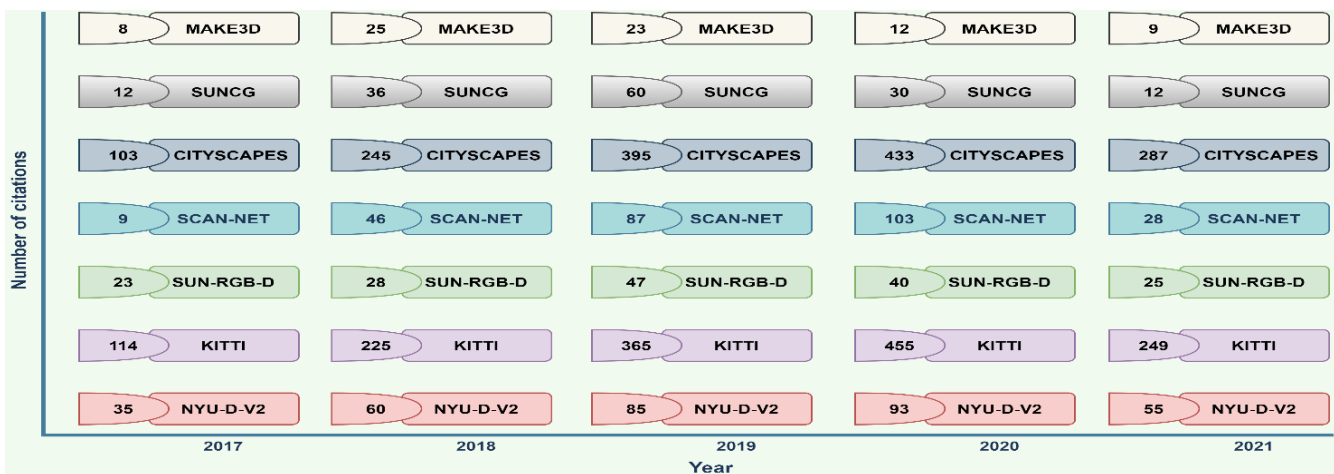 8 MAKE3D 25 MAKE3D 23 MAKE3D 12 MAKE3D 9 MAKE3D
12 SUNCG 36 SUNCG 60 SUNCG 30 SUNCG 12 SUNCG
103 CITYSCAPES 245 CITYSCAPES 395 CITYSCAPES 433 CITYSCAPES 287 CITYSCAPES
9 SCAN-NET 46 SCAN-NET 87 SCAN-NET 103 SCAN-NET 28 SCAN-NET
23 SUN-RGB-D 28 SUN-RGB-D 47 SUN-RGB-D 40 SUN-RGB-D 25 SUN-RGB-D
114 KITTI 225 KITTI 365 KITTI 455 KITTI 249 KITTI
35 NYU-D-V2 60 NYU-D-V2 85 NYU-D-V2 93 NYU-D-V2 55 NYU-D-V2
Number of citations
2017 2018 2019 2020 2021
Year